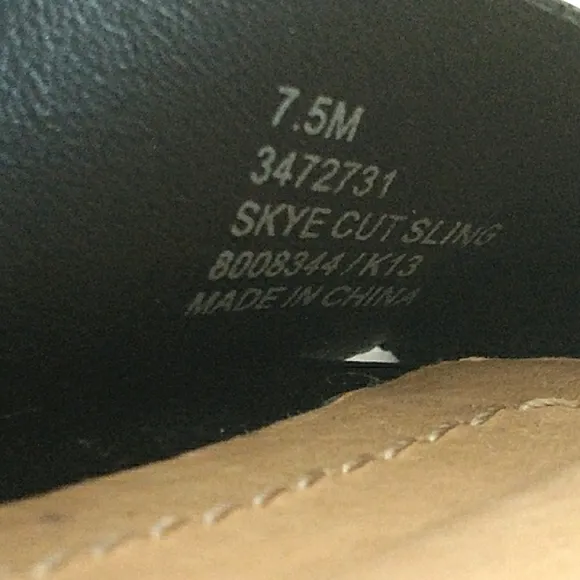 7.5M
3472731
SKYE CUT SLING
8008344/K13
MADE IN CHINA